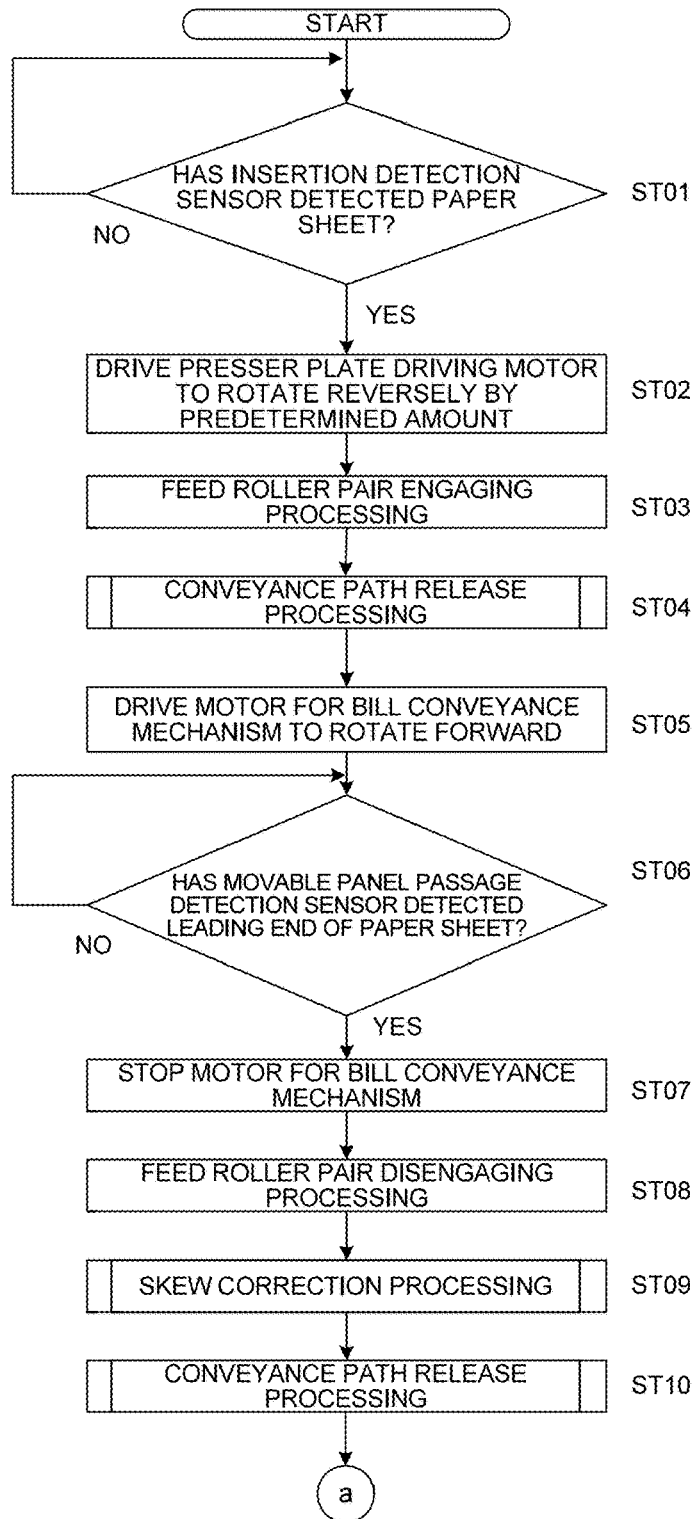 START
HAS INSERTION DETECTION
SENSOR DETECTED PAPER
SHEET?
ST01
NO
YES
DRIVE PRESSER PLATE DRIVING MOTOR
TO ROTATE REVERSELY BY
PREDETERMINED AMOUNT
ST02
FEED ROLLER PAIR ENGAGING
PROCESSING
ST03
CONVEYANCE PATH RELEASE
PROCESSING
ST04
DRIVE MOTOR FOR BILL CONVEYANCE
MECHANISM TO ROTATE FORWARD
ST05
HAS MOVABLE PANEL PASSAGE
DETECTION SENSOR DETECTED
LEADING END OF PAPER SHEET?
ST06
NO
YES
STOP MOTOR FOR BILL CONVEYANCE
MECHANISM
ST07
FEED ROLLER PAIR DISENGAGING
PROCESSING
ST08
SKEW CORRECTION PROCESSING
ST09
CONVEYANCE PATH RELEASE
PROCESSING
ST10
a